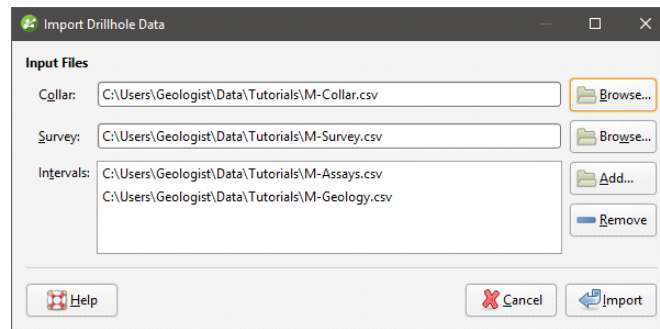 Import Drillhole Data
Input Files
Collar: C:\Users\Geologist\Data\Tutorials\M-Collar.csv Browse...
Survey: C:\Users\Geologist\Data\Tutorials\M-Survey.csv Browse...
Intervals: C:\Users\Geologist\Data\Tutorials\M-Assays.csv Add...
C:\Users\Geologist\Data\Tutorials\M-Geology.csv
Remove
Help Cancel Import